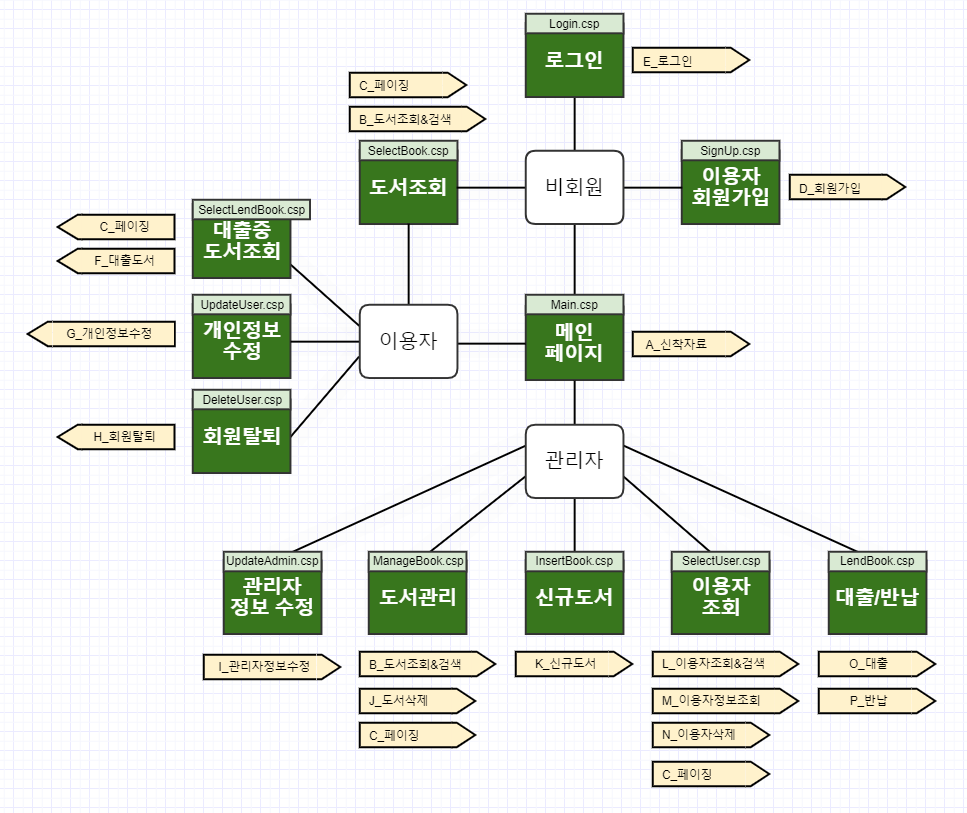 Login.csp
로그인
E_로그인
C_페이징
B_도서조회&검색
SelectBook.csp
도서조회
비회원
SignUp.csp
이용자
회원가입
D_회원가입
SelectLendBook.csp
대출중
도서조회
C_페이징
F_대출도서
UpdateUser.csp
개인정보
수정
G_개인정보수정
이용자
Main.csp
메인
페이지
A_신착자료
DeleteUser.csp
회원탈퇴
H_회원탈퇴
관리자
UpdateAdmin.csp
관리자
정보 수정
I_관리자정보수정
ManageBook.csp
도서관리
B_도서조회&검색
J_도서삭제
C_페이징
InsertBook.csp
신규도서
K_신규도서
SelectUser.csp
이용자
조회
L_이용자조회&검색
M_이용자정보조회
N_이용자삭제
C_페이징
LendBook.csp
대출/반납
O_대출
P_반납